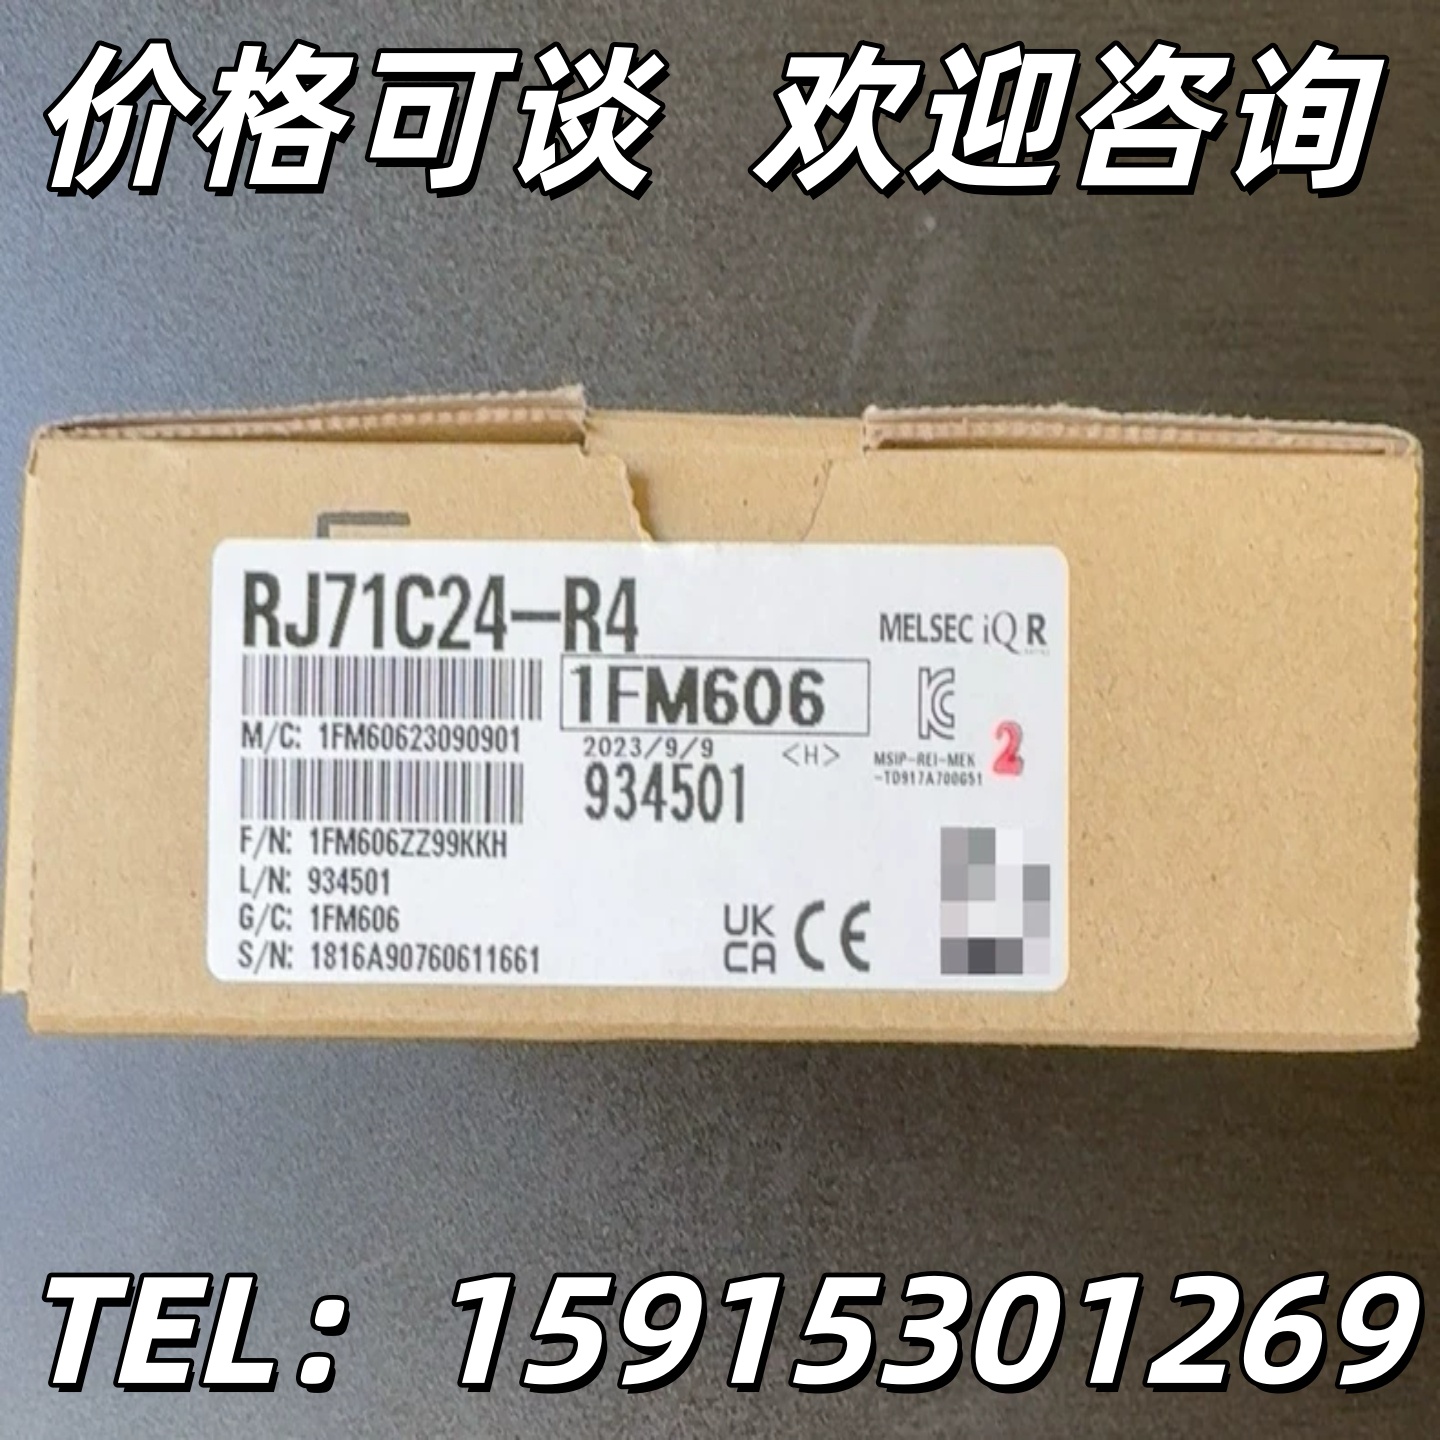 价格可谈 欢迎咨询
RJ71C24-R4
MELSEC iQ R
1FM606
M/C: 1FM60623090901
2023/9/9 <H>
934501
MSIP-REI-MEK
-TD917A700G51
2
F/N: 1FM606ZZ99KKH
L/N: 934501
G/C: 1FM606
S/N: 1816A90760611661
UK
CA
CE
TEL：15915301269